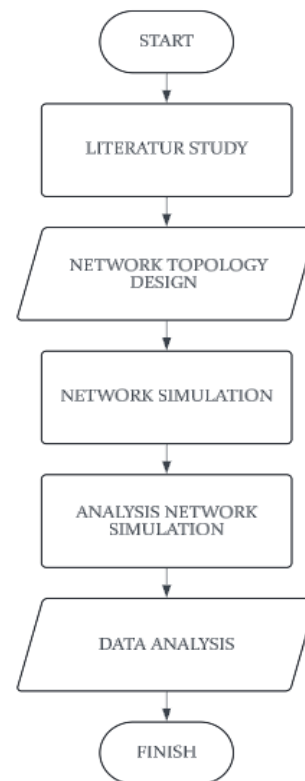 START
LITERATUR STUDY
NETWORK TOPOLOGY
DESIGN
NETWORK SIMULATION
ANALYSIS NETWORK
SIMULATION
DATA ANALYSIS
FINISH